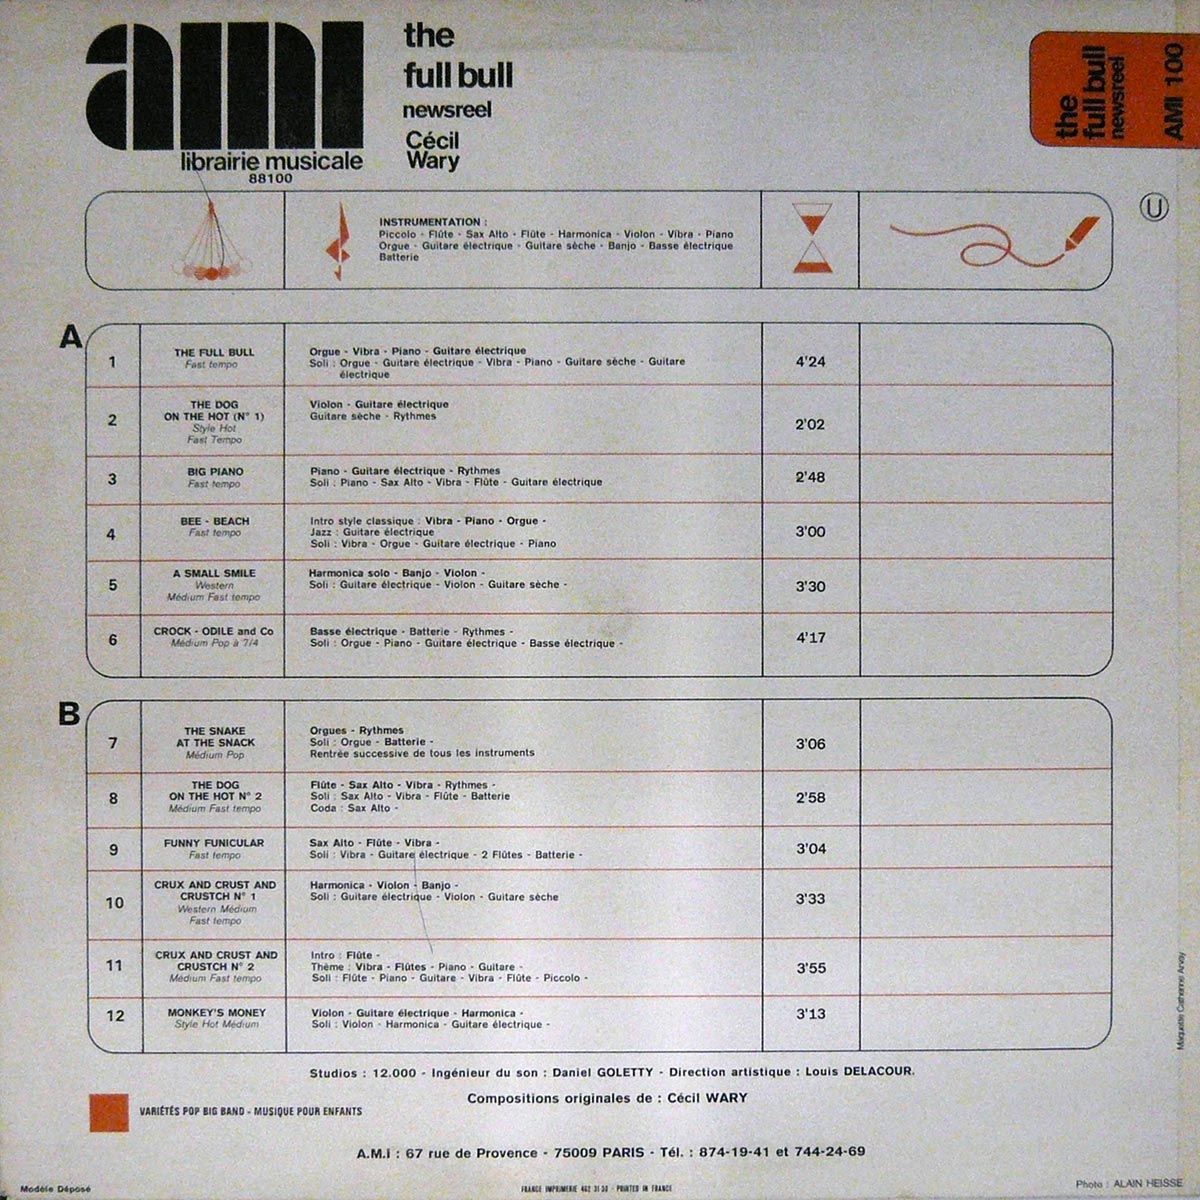 ami
librairie musicale
88100
the
full bull
newsreel
Cécil
Wary
the
full bull
newsreel
AMI 100
U
INSTRUMENTATION :
Piccolo - Flûte - Sax Alto - Flûte - Harmonica - Violon - Vibra - Piano
Orgue - Guitare électrique - Guitare sèche - Banjo - Basse électrique
Batterie
A
1
THE FULL BULL
Fast tempo
Orgue - Vibra - Piano - Guitare électrique
Soli : Orgue - Guitare électrique - Vibra - Piano - Guitare sèche - Guitare
électrique
4'24
2
THE DOG
ON THE HOT (N° 1)
Style Hot
Fast Tempo
Violon - Guitare électrique
Guitare sèche - Rythmes
2'02
3
BIG PIANO
Fast tempo
Piano - Guitare électrique - Rythmes
Soli : Piano - Sax Alto - Vibra - Flûte - Guitare électrique
2'48
4
BEE - BEACH
Fast tempo
Intro style classique : Vibra - Piano - Orgue -
Jazz : Guitare électrique
Soli : Vibra - Orgue - Guitare électrique - Piano
3'00
5
A SMALL SMILE
Western
Médium Fast tempo
Harmonica solo - Banjo - Violon -
Soli : Guitare électrique - Violon - Guitare sèche -
3'30
6
CROCK - ODILE and Co
Médium Pop à 7/4
Basse électrique - Batterie - Rythmes -
Soli : Orgue - Piano - Guitare électrique - Basse électrique -
4'17
B
7
THE SNAKE
AT THE SNACK
Médium Pop
Orgues - Rythmes
Soli : Orgue - Batterie -
Rentrée successive de tous les instruments
3'06
8
THE DOG
ON THE HOT N° 2
Médium Fast tempo
Flûte - Sax Alto - Vibra - Rythmes -
Soli : Sax Alto - Vibra - Flûte - Batterie
Coda : Sax Alto -
2'58
9
FUNNY FUNICULAR
Fast tempo
Sax Alto - Flûte - Vibra -
Soli : Vibra - Guitare électrique - 2 Flûtes - Batterie -
3'04
10
CRUX AND CRUST AND
CRUSTCH N° 1
Western Médium
Fast tempo
Harmonica - Violon - Banjo -
Soli : Guitare électrique - Violon - Guitare sèche
3'33
11
CRUX AND CRUST AND
CRUSTCH N° 2
Médium Fast tempo
Intro : Flûte -
Thème : Vibra - Flûtes - Piano - Guitare -
Soli : Flûte - Piano - Guitare - Vibra - Flûte - Piccolo -
3'55
12
MONKEY'S MONEY
Style Hot Médium
Violon - Guitare électrique - Harmonica -
Soli : Violon - Harmonica - Guitare électrique -
3'13
Studios : 12.000 - Ingénieur du son : Daniel GOLETTY - Direction artistique : Louis DELACOUR.
Compositions originales de : Cécil WARY
VARIÉTÉS POP BIG BAND - MUSIQUE POUR ENFANTS
A.M.I : 67 rue de Provence - 75009 PARIS - Tél. : 874-19-41 et 744-24-69
Modèle Déposé
FRANCE IMPRIMERIE 402 31 30 - PRINTED IN FRANCE
Photo : ALAIN HEISSE
Maquette Catherine Arvay